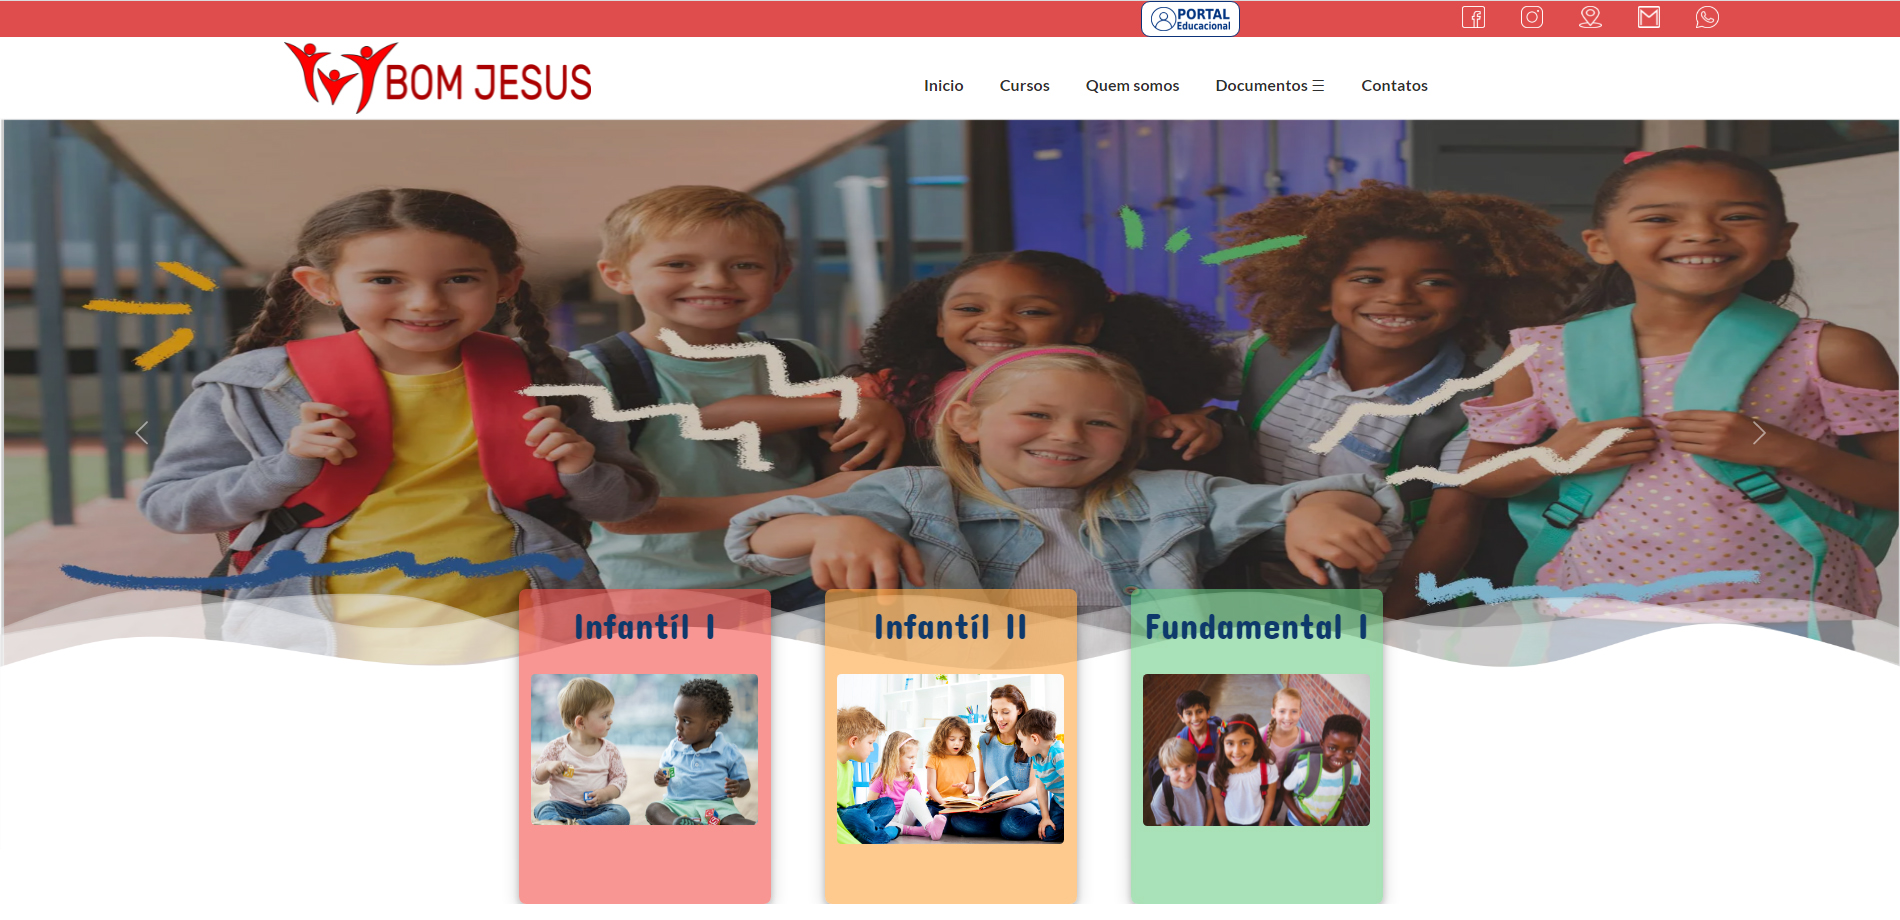 PORTAL
Educacional
BOM JESUS
Inicio
Cursos
Quem somos
Documentos ☰
Contatos
Infantíl I
Infantíl II
Fundamental I